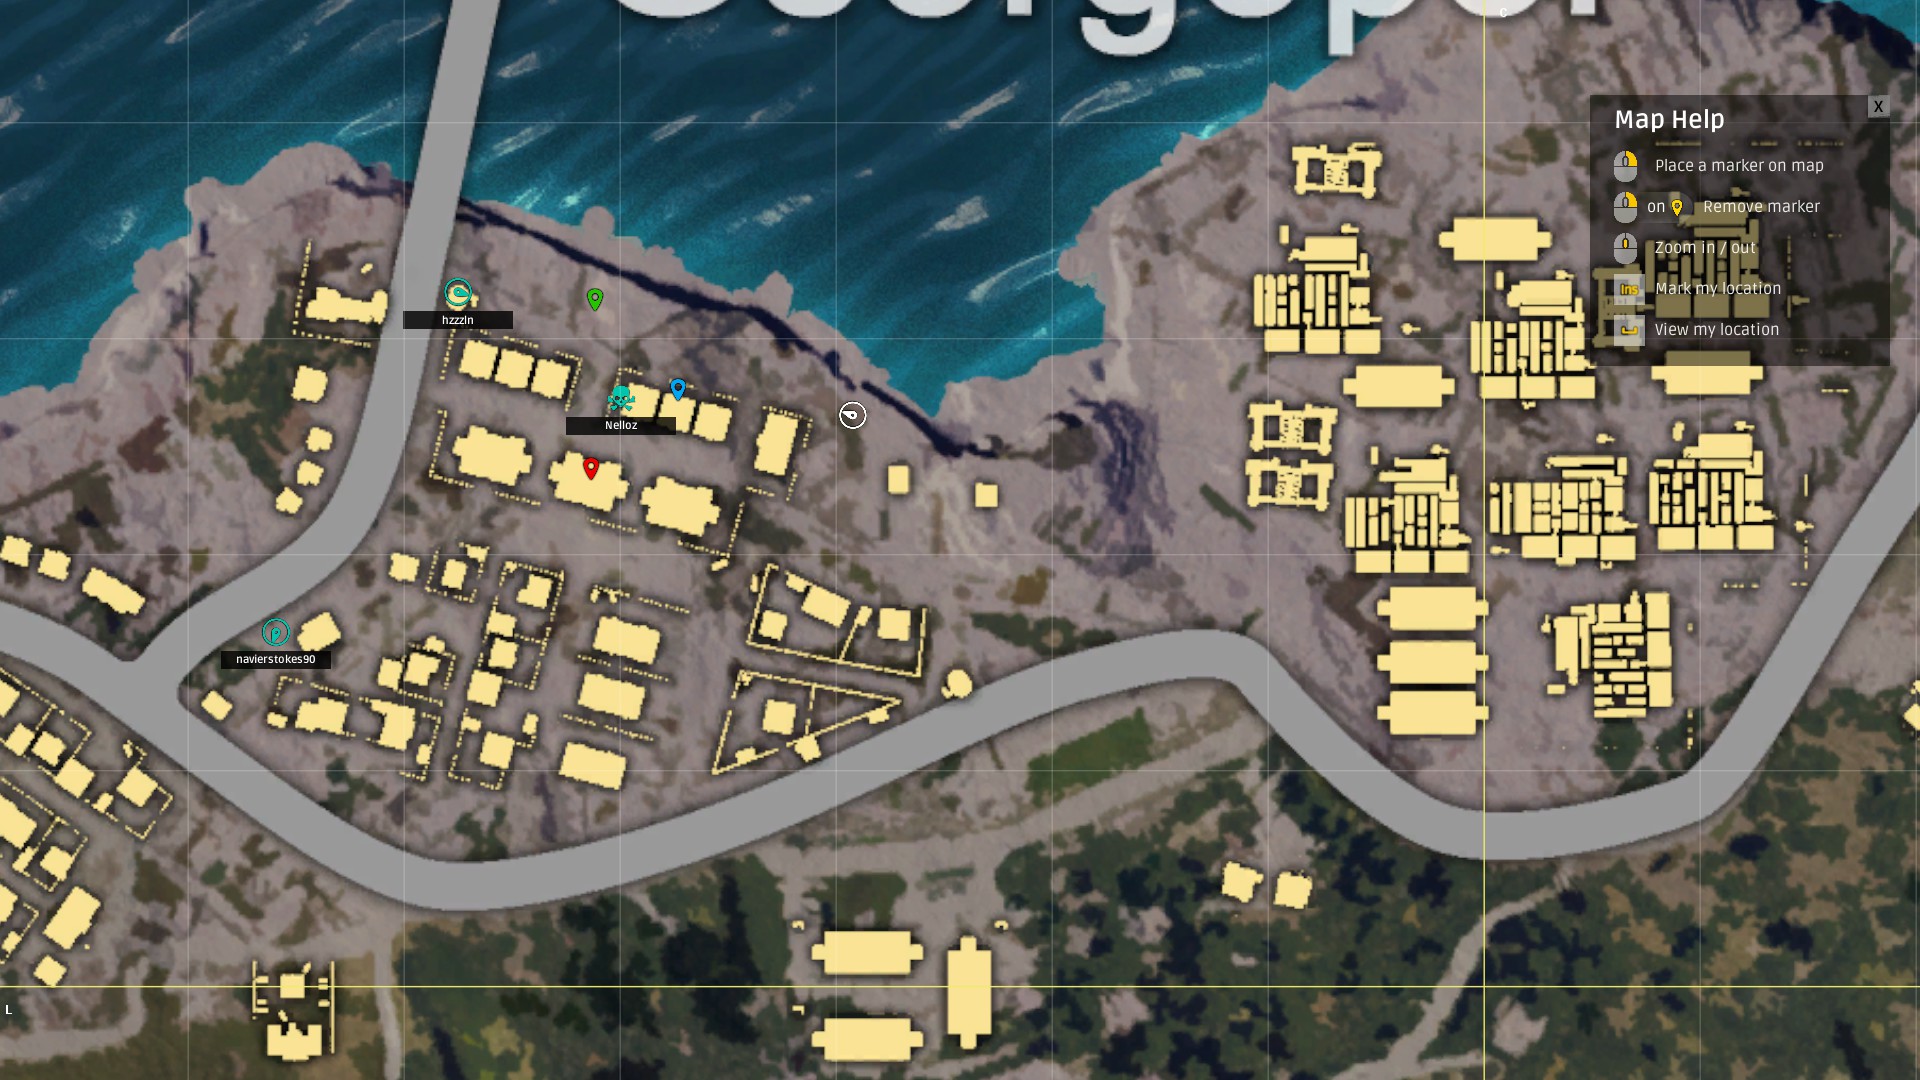 Georgopol
C
X
Map Help
Place a marker on map
on Remove marker
Zoom in / out
Ins Mark my location
View my location
hzzzln
Nelloz
navierstokes90
L